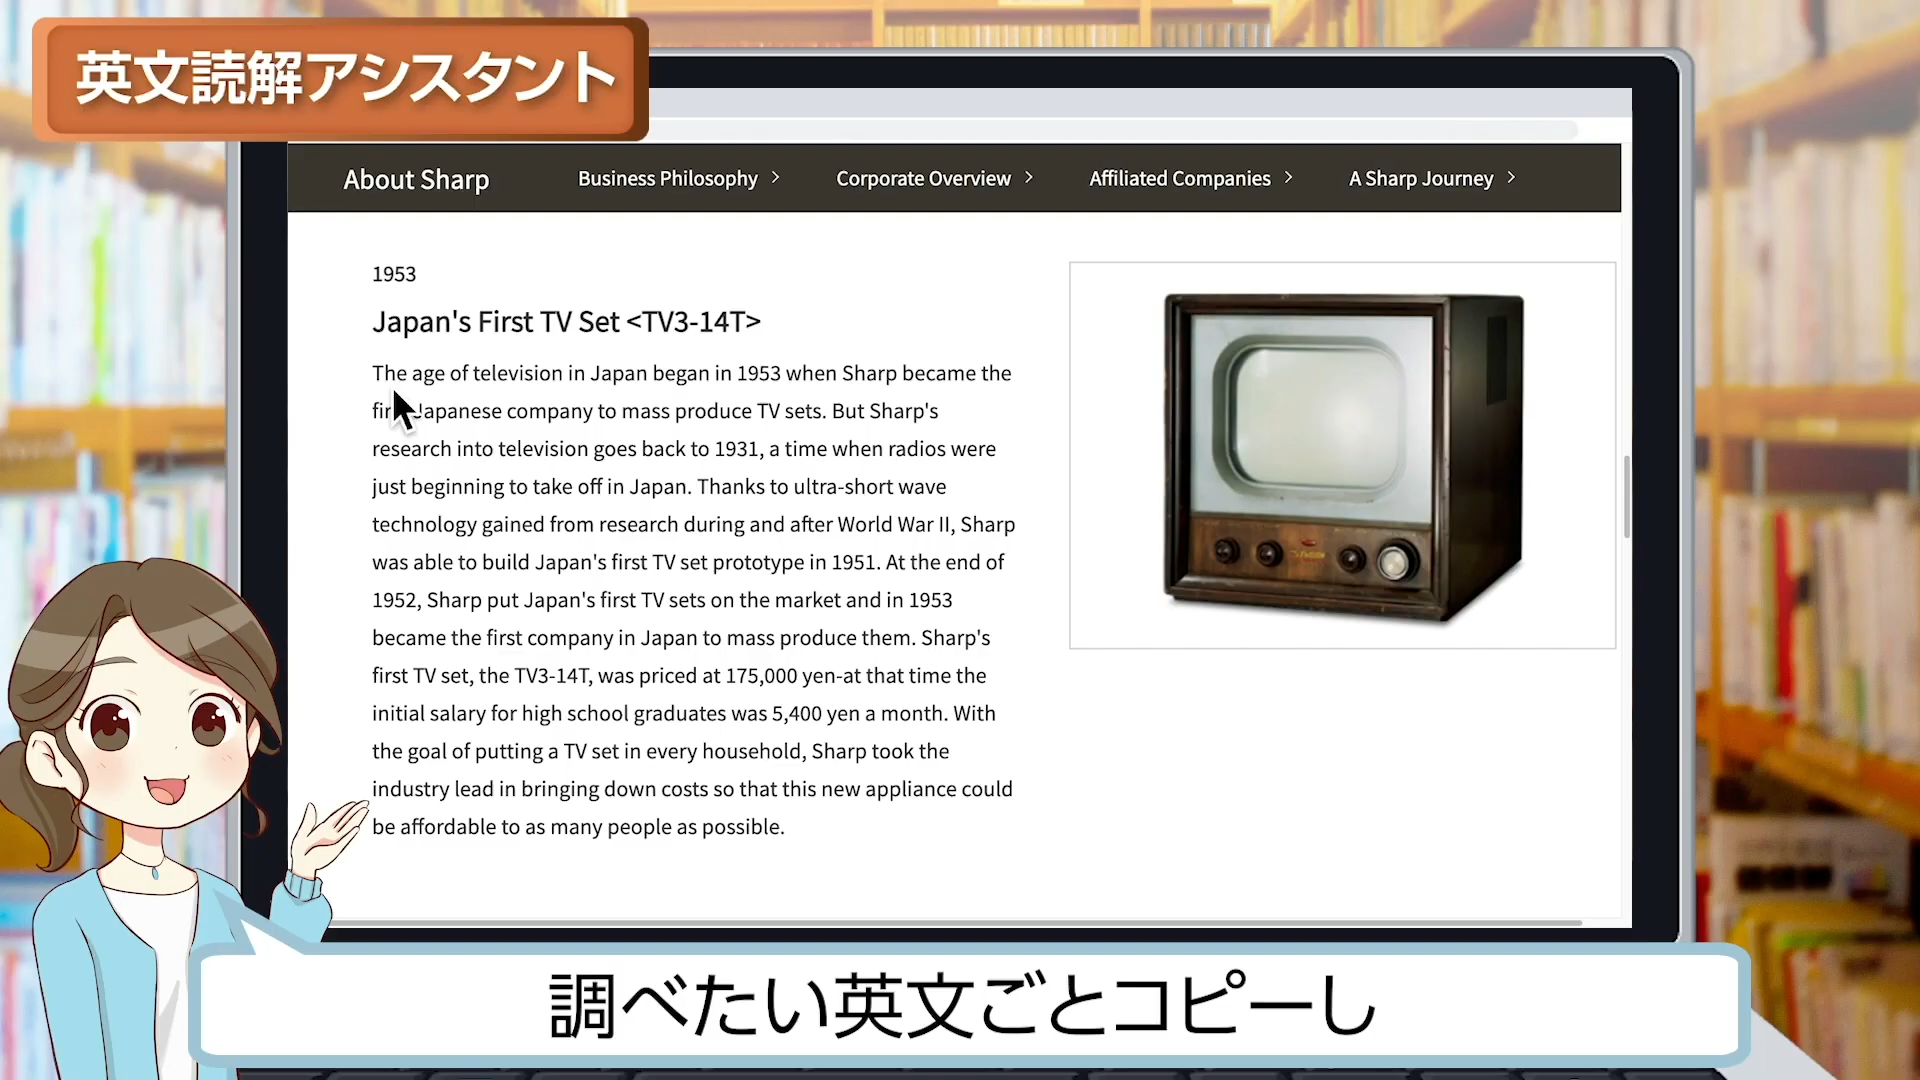 英文読解アシスタント
About Sharp
Business Philosophy
Corporate Overview
Affiliated Companies
A Sharp Journey
1953
Japan's First TV Set <TV3-14T>
The age of television in Japan began in 1953 when Sharp became the
Japanese company to mass produce TV sets. But Sharp's
research into television goes back to 1931, a time when radios were
just beginning to take off in Japan. Thanks to ultra-short wave
technology gained from research during and after World War II, Sharp
was able to build Japan's first TV set prototype in 1951. At the end of
1952, Sharp put Japan's first TV sets on the market and in 1953
became the first company in Japan to mass produce them. Sharp's
first TV set, the TV3-14T, was priced at 175,000 yen-at that time the
initial salary for high school graduates was 5,400 yen a month. With
the goal of putting a TV set in every household, Sharp took the
industry lead in bringing down costs so that this new appliance could
be affordable to as many people as possible.
調べたい英文ごとコピーし